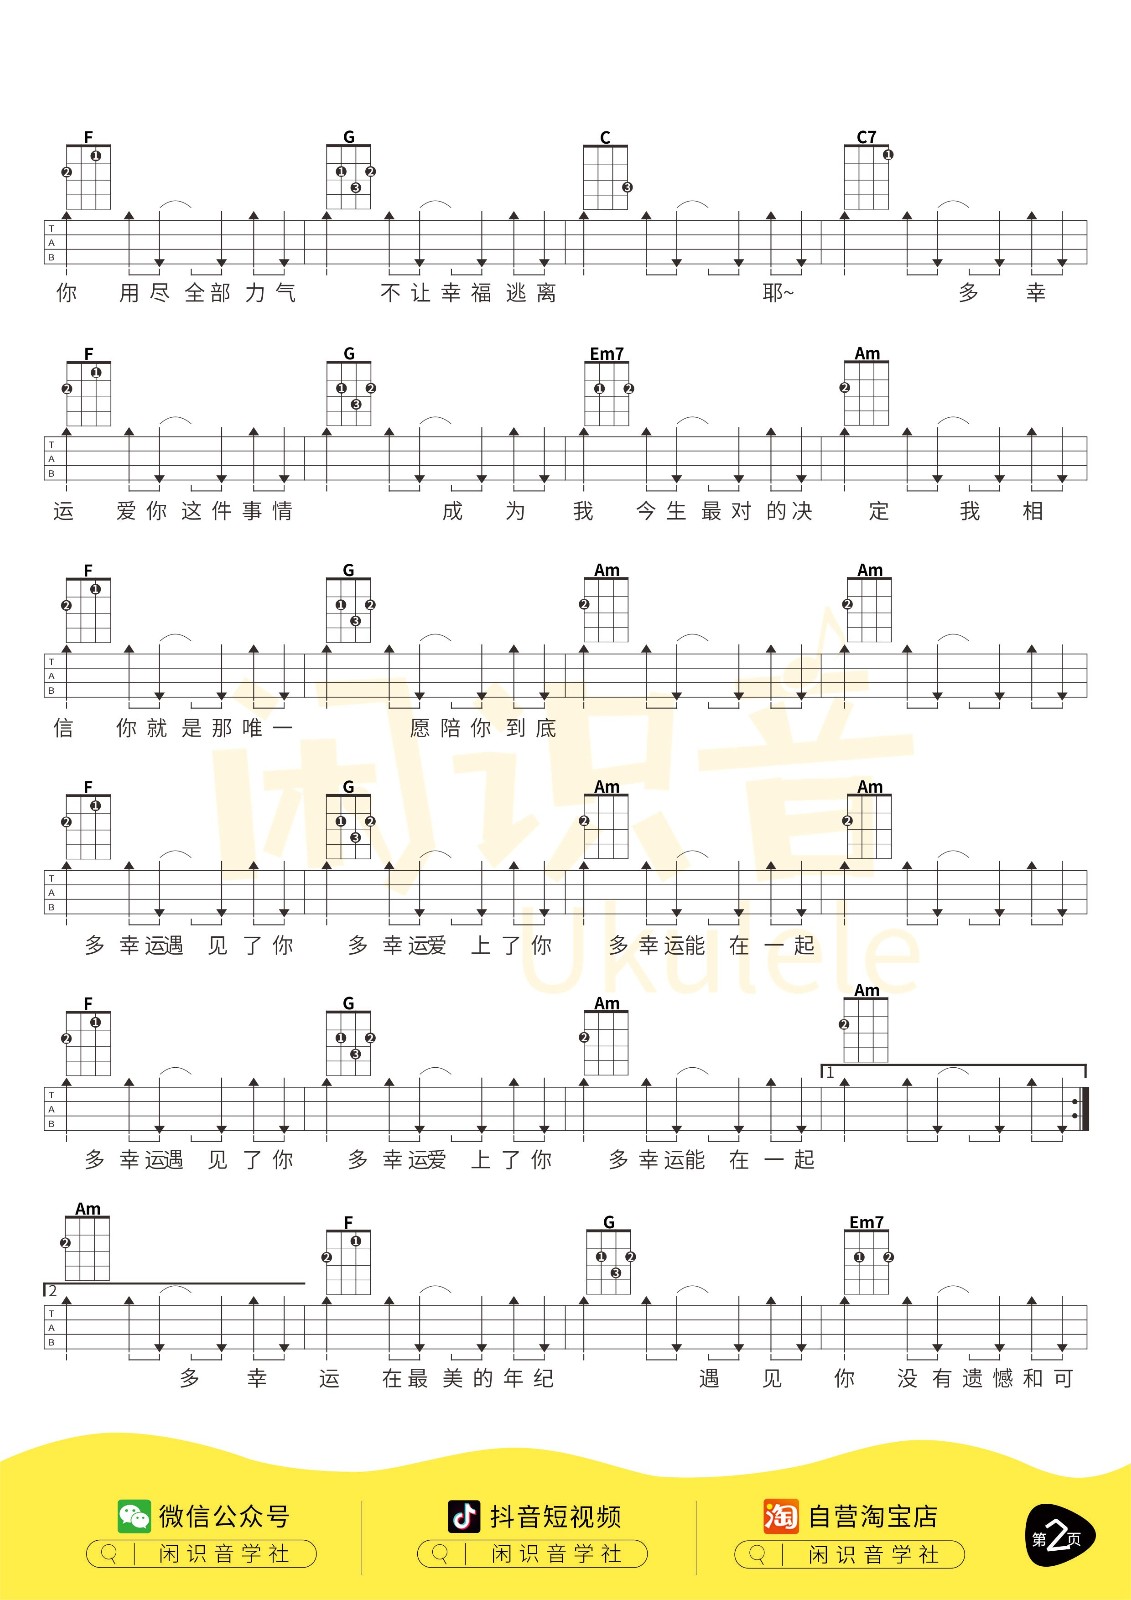 F G C C7
T A B
你 用 尽 全 部 力 气 不 让 幸 福 逃 离 耶~ 多 幸
F G Em7 Am
T A B
运 爱 你 这 件 事 情 成 为 我 今 生 最 对 的 决 定 我 相
F G Am Am
T A B
信 你 就 是 那 唯 一 愿 陪 你 到 底
F G Am Am
T A B
多 幸 运 遇 见 了 你 多 幸 运 爱 上 了 你 多 幸 运 能 在 一 起
F G Am Am
1
T A B
多 幸 运 遇 见 了 你 多 幸 运 爱 上 了 你 多 幸 运 能 在 一 起
Am F G Em7
2
T A B
多 幸 运 在 最 美 的 年 纪 遇 见 你 没 有 遗 憾 和 可
闲识音
Ukulele
微信公众号 抖音短视频 淘 自营淘宝店
闲识音学社 闲识音学社 闲识音学社
第2页